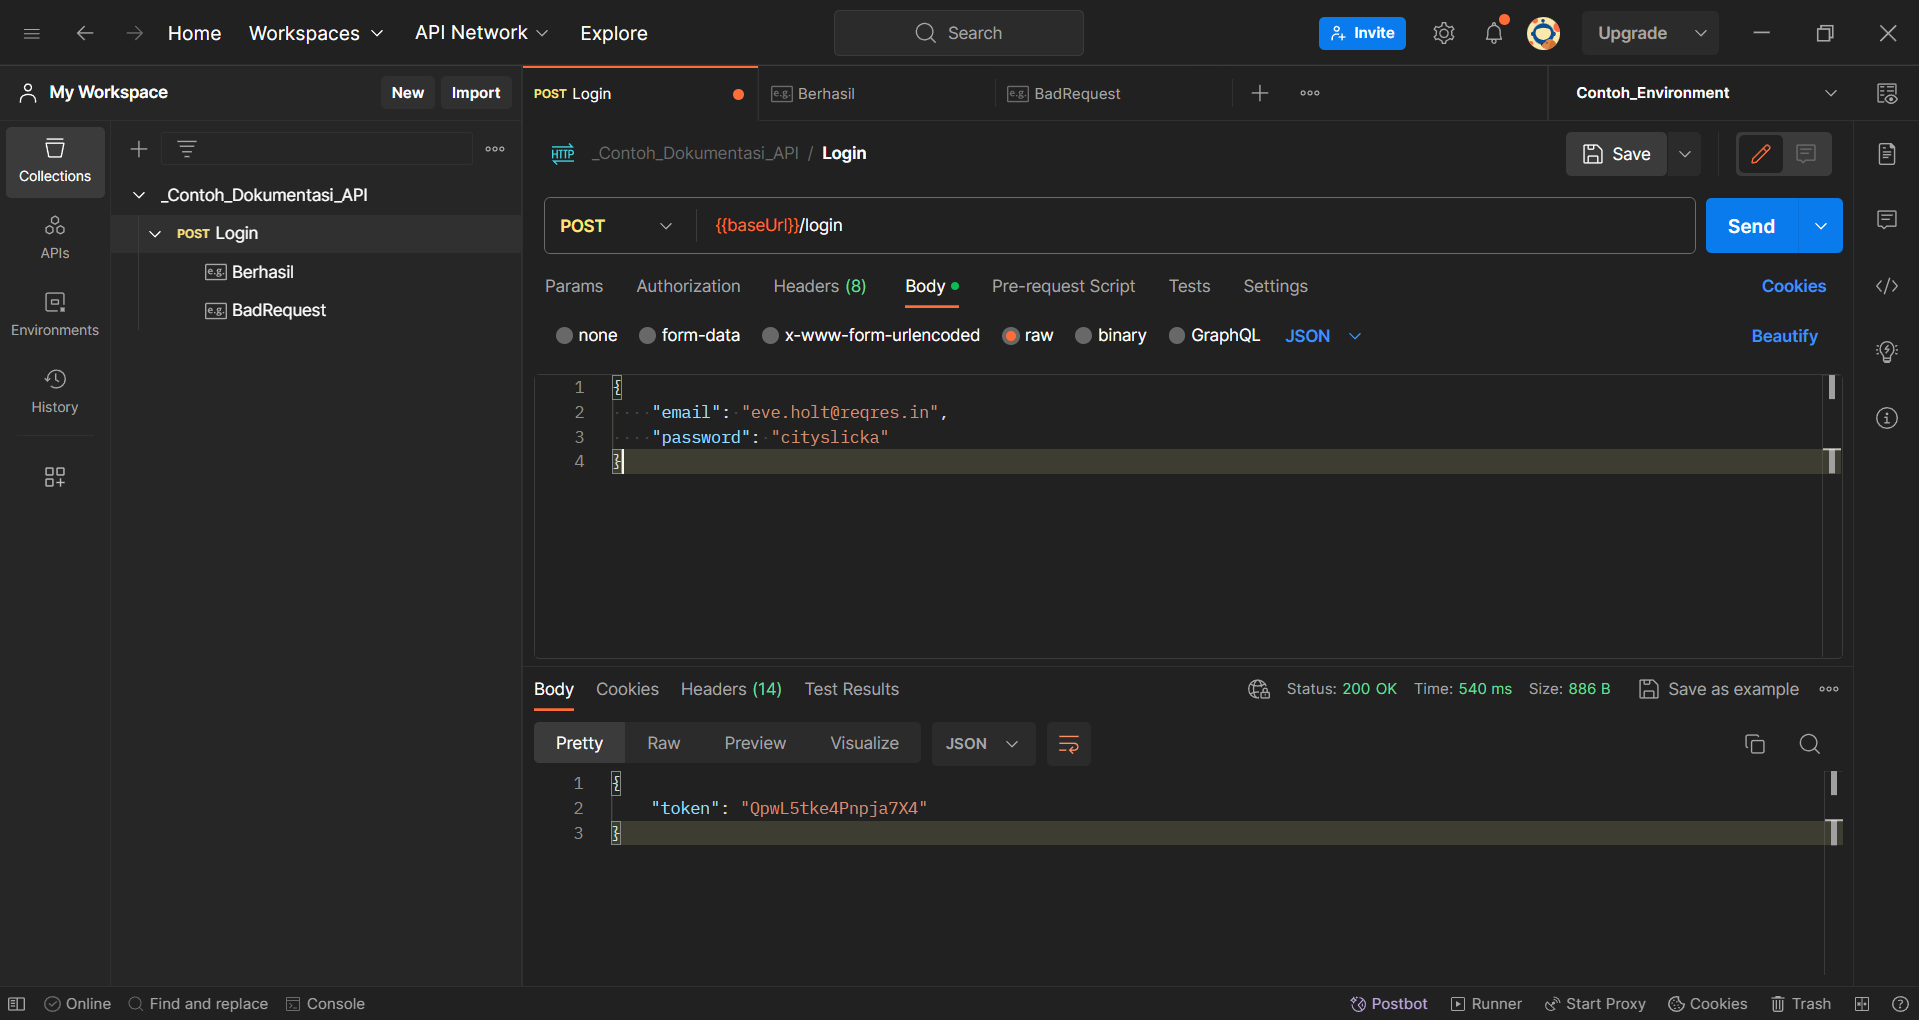 Home Workspaces API Network Explore Search Invite Upgrade
My Workspace New Import
POST Login e.g. Berhasil e.g. BadRequest Contoh_Environment
Collections
APIs
Environments
History
_Contoh_Dokumentasi_API
POST Login
e.g. Berhasil
e.g. BadRequest
HTTP _Contoh_Dokumentasi_API / Login Save
POST {{baseUrl}}/login Send
Params Authorization Headers (8) Body Pre-request Script Tests Settings Cookies
none form-data x-www-form-urlencoded raw binary GraphQL JSON Beautify
1 {
2 "email": "eve.holt@reqres.in",
3 "password": "cityslicka"
4 }
Body Cookies Headers (14) Test Results Status: 200 OK Time: 540 ms Size: 886 B Save as example
Pretty Raw Preview Visualize JSON
1 {
2 "token": "QpwL5tke4Pnpja7X4"
3 }
Online Find and replace Console Postbot Runner Start Proxy Cookies Trash